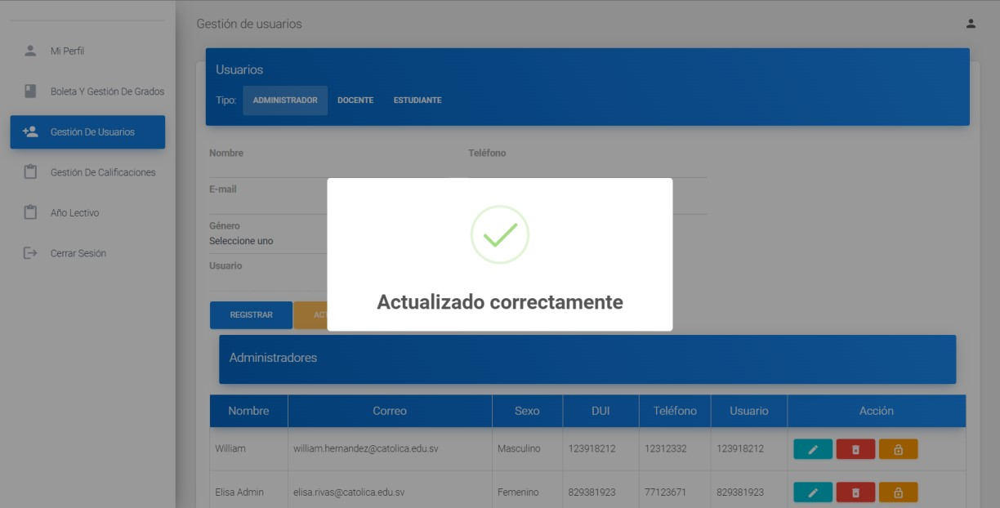 Gestión de usuarios
Mi Perfil
Boleta Y Gestión De Grados
Gestión De Usuarios
Gestión De Calificaciones
Año Lectivo
Cerrar Sesión
Usuarios
Tipo: ADMINISTRADOR DOCENTE ESTUDIANTE
Nombre Teléfono
E-mail
Género
Seleccione uno
Usuario
Actualizado correctamente
REGISTRAR
Administradores
Nombre Correo Sexo DUI Teléfono Usuario Acción
William william.hernandez@catolica.edu.sv Masculino 123918212 12312332 123918212
Elisa Admin elisa.rivas@catolica.edu.sv Femenino 829381923 77123671 829381923